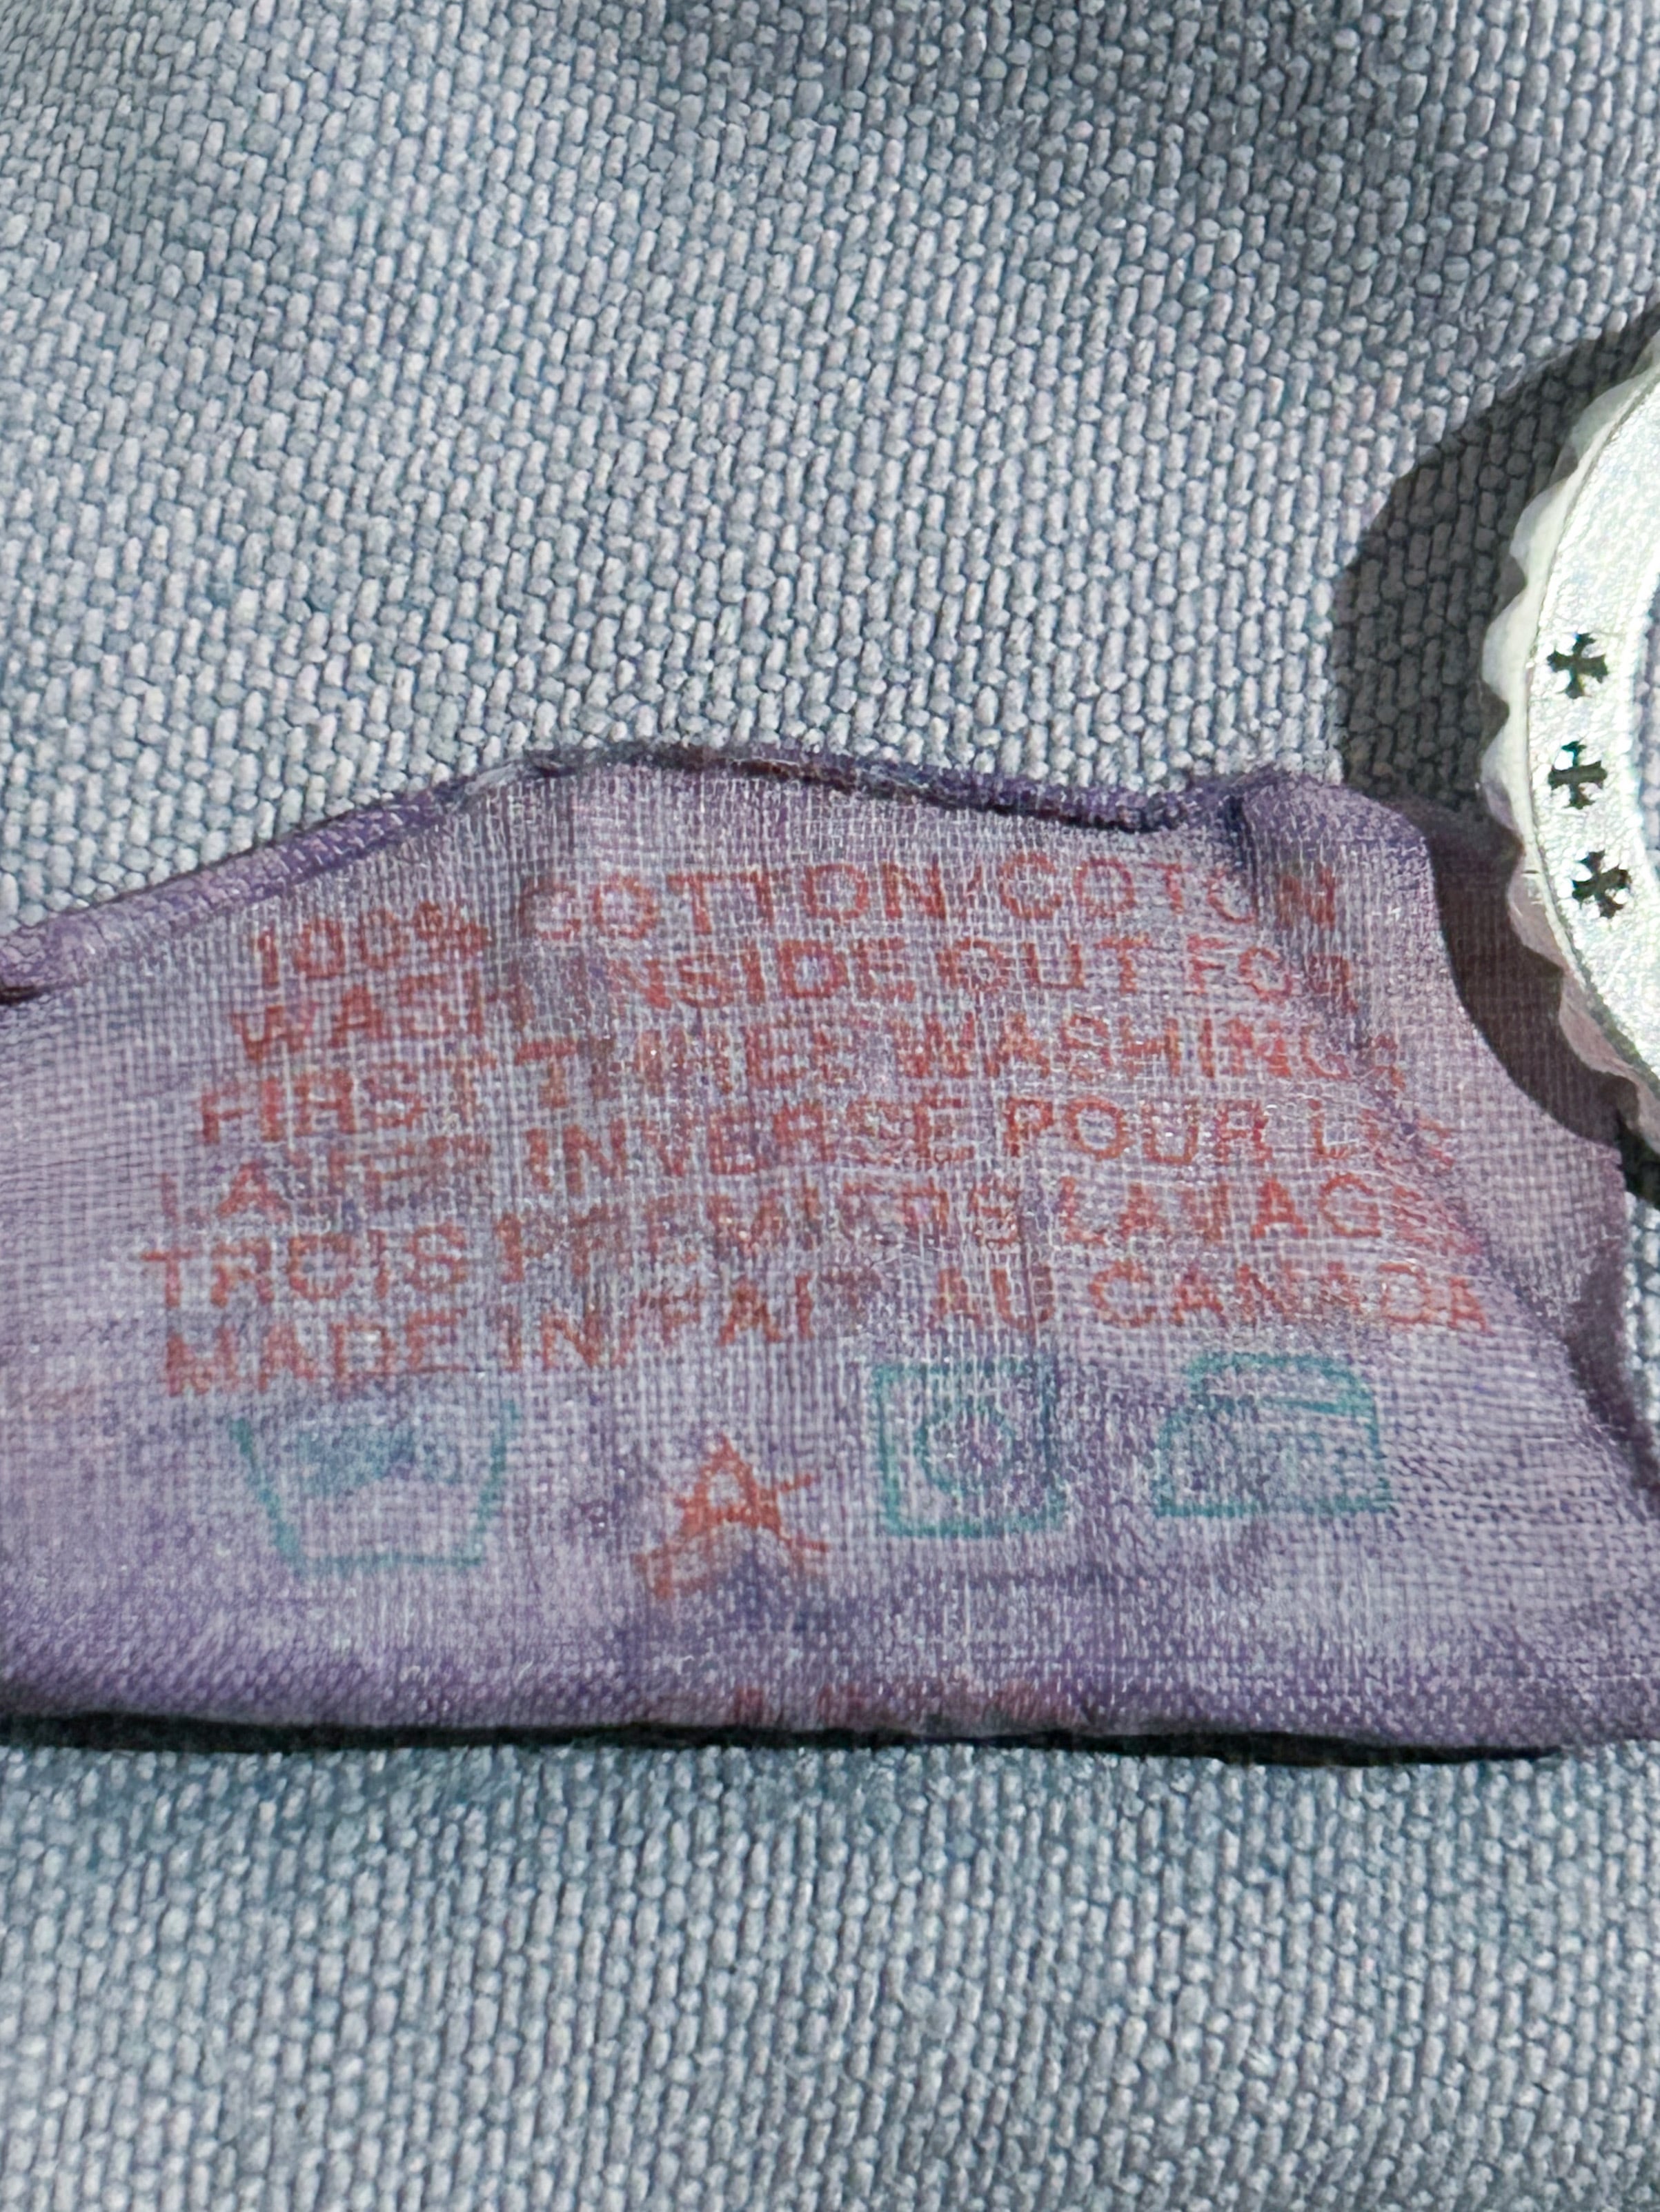 100% COTTON/COTON
WASH INSIDE OUT FOR
FIRST THREE WASHINGS
LAVER INVERSE POUR LES
TROIS PREMIERS LAVAGES
MADE IN/FAIT AU CANADA